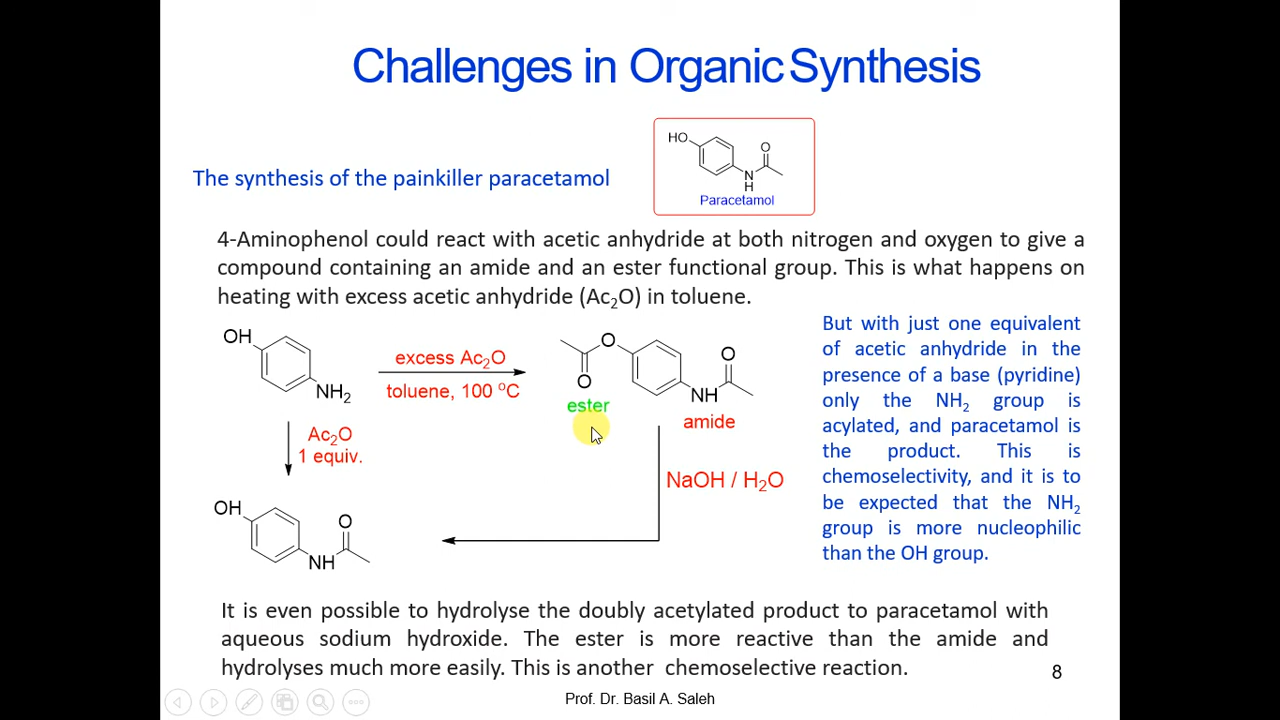 Challenges in Organic Synthesis
The synthesis of the painkiller paracetamol
HO
O
N
H
Paracetamol
4-Aminophenol could react with acetic anhydride at both nitrogen and oxygen to give a
compound containing an amide and an ester functional group. This is what happens on
heating with excess acetic anhydride (Ac₂O) in toluene.
OH
NH₂
excess Ac₂O
toluene, 100 ºC
O
O
ester
O
NH
amide
But with just one equivalent
of acetic anhydride in the
presence of a base (pyridine)
only the NH₂ group is
acylated, and paracetamol is
the product. This is
chemoselectivity, and it is to
be expected that the NH₂
group is more nucleophilic
than the OH group.
Ac₂O
1 equiv.
NaOH / H₂O
OH
O
NH
It is even possible to hydrolyse the doubly acetylated product to paracetamol with
aqueous sodium hydroxide. The ester is more reactive than the amide and
hydrolyses much more easily. This is another chemoselective reaction.
8
Prof. Dr. Basil A. Saleh